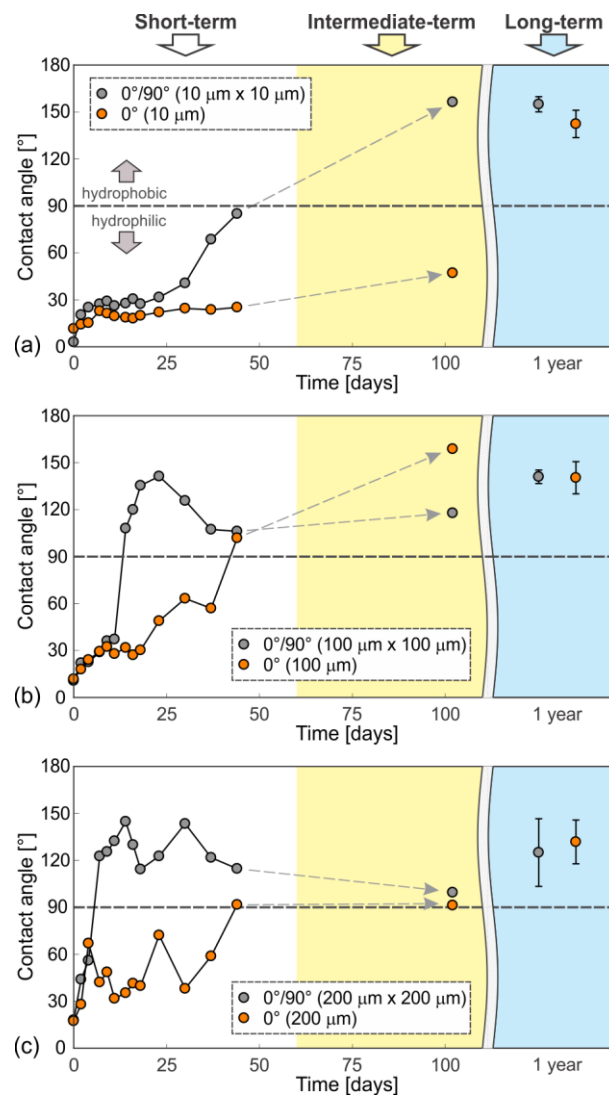 Short-term Intermediate-term Long-term
180
150
120
90
60
30
0
Contact angle [°]
0°/90° (10 μm x 10 μm)
0° (10 μm)
hydrophobic
hydrophilic
(a)
0 25 50 75 100 1 year
Time [days]
180
150
120
90
60
30
0
Contact angle [°]
0°/90° (100 μm x 100 μm)
0° (100 μm)
(b)
0 25 50 75 100 1 year
Time [days]
180
150
120
90
60
30
0
Contact angle [°]
0°/90° (200 μm x 200 μm)
0° (200 μm)
(c)
0 25 50 75 100 1 year
Time [days]